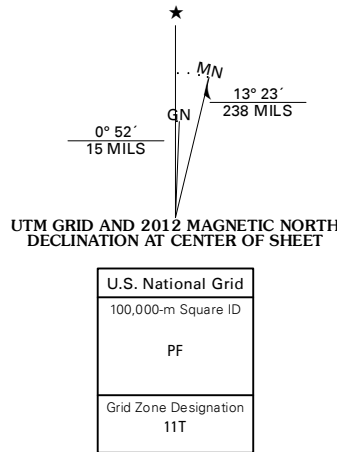 ★
MN
13° 23´
238 MILS
GN
0° 52´
15 MILS
UTM GRID AND 2012 MAGNETIC NORTH
DECLINATION AT CENTER OF SHEET
U.S. National Grid
100,000-m Square ID
PF
Grid Zone Designation
11T